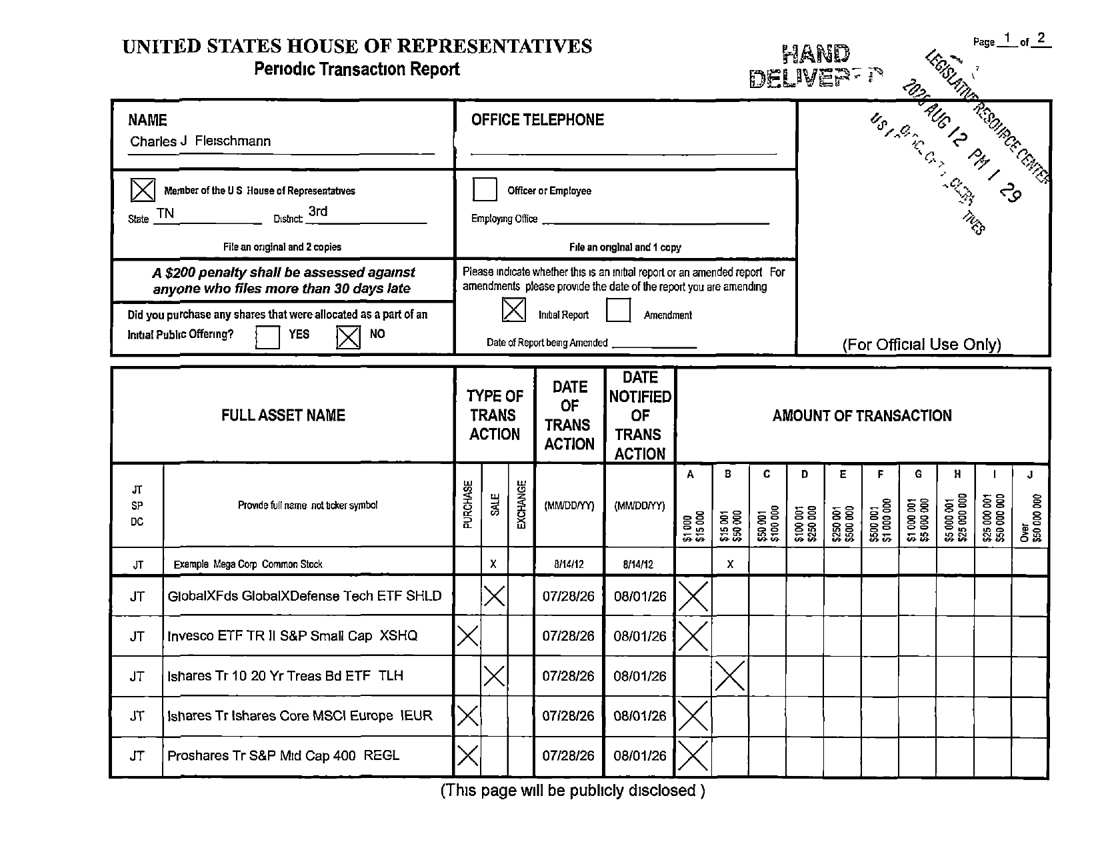 UNITED STATES HOUSE OF REPRESENTATIVES
Periodic Transaction Report
HAND
Page 1 of 2
LEGISLATIVE RESOURCE CENTER
2026 AUG 12 PM 1 29
NAME
Charles J Fleischmann
OFFICE TELEPHONE
Member of the U S House of Representatives
State TN District: 3rd
File an original and 2 copies
Officer or Employee
Employing Office
File an original and 1 copy
A $200 penalty shall be assessed against
anyone who files more than 30 days late
Please indicate whether this is an initial report or an amended report For
amendments please provide the date of the report you are amending
Initial Report Amendment
Date of Report being Amended
Did you purchase any shares that were allocated as a part of an
Initial Public Offering? YES NO
(For Official Use Only)
FULL ASSET NAME
TYPE OF
TRANS
ACTION
DATE
OF
TRANS
ACTION
DATE
NOTIFIED
OF
TRANS
ACTION
AMOUNT OF TRANSACTION
JT
SP
DC
Provide full name not ticker symbol
PURCHASE
SALE
EXCHANGE
(MM/DD/YY)
(MM/DD/YY)
A
$1 000
$15 000
B
$15 001
$50 000
C
$50 001
$100 000
D
$100 001
$250 000
E
$250 001
$500 000
F
$500 001
$1 000 000
G
$1 000 001
$5 000 000
H
$5 000 001
$25 000 000
I
$25 000 001
$50 000 000
J
Over
$50 000 000
JT Example Mega Corp Common Stock X 8/14/12 8/14/12 X
JT GlobalXFds GlobalXDefense Tech ETF SHLD X 07/28/26 08/01/26 X
JT Invesco ETF TR II S&P Small Cap XSHQ X 07/28/26 08/01/26 X
JT Ishares Tr 10 20 Yr Treas Bd ETF TLH X 07/28/26 08/01/26 X
JT Ishares Tr Ishares Core MSCI Europe IEUR X 07/28/26 08/01/26 X
JT Proshares Tr S&P Mid Cap 400 REGL X 07/28/26 08/01/26 X
(This page will be publicly disclosed )